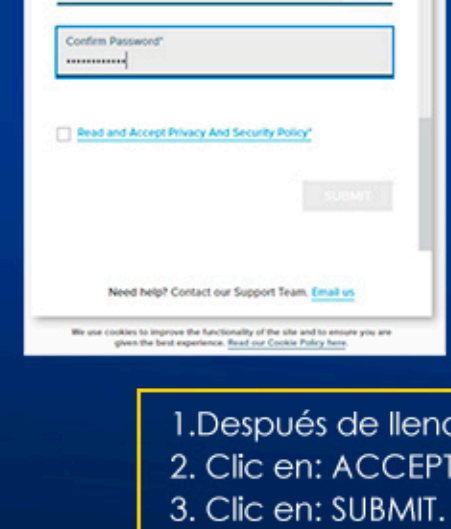 Confirm Password*
Read and Accept Privacy And Security Policy*
SUBMIT
Need help? Contact our Support Team. Email us
We use cookies to improve the functionality of the site and to ensure you are
given the best experience. Read our Cookie Policy here.
1.Después de llen
2. Clic en: ACCEPT
3. Clic en: SUBMIT.